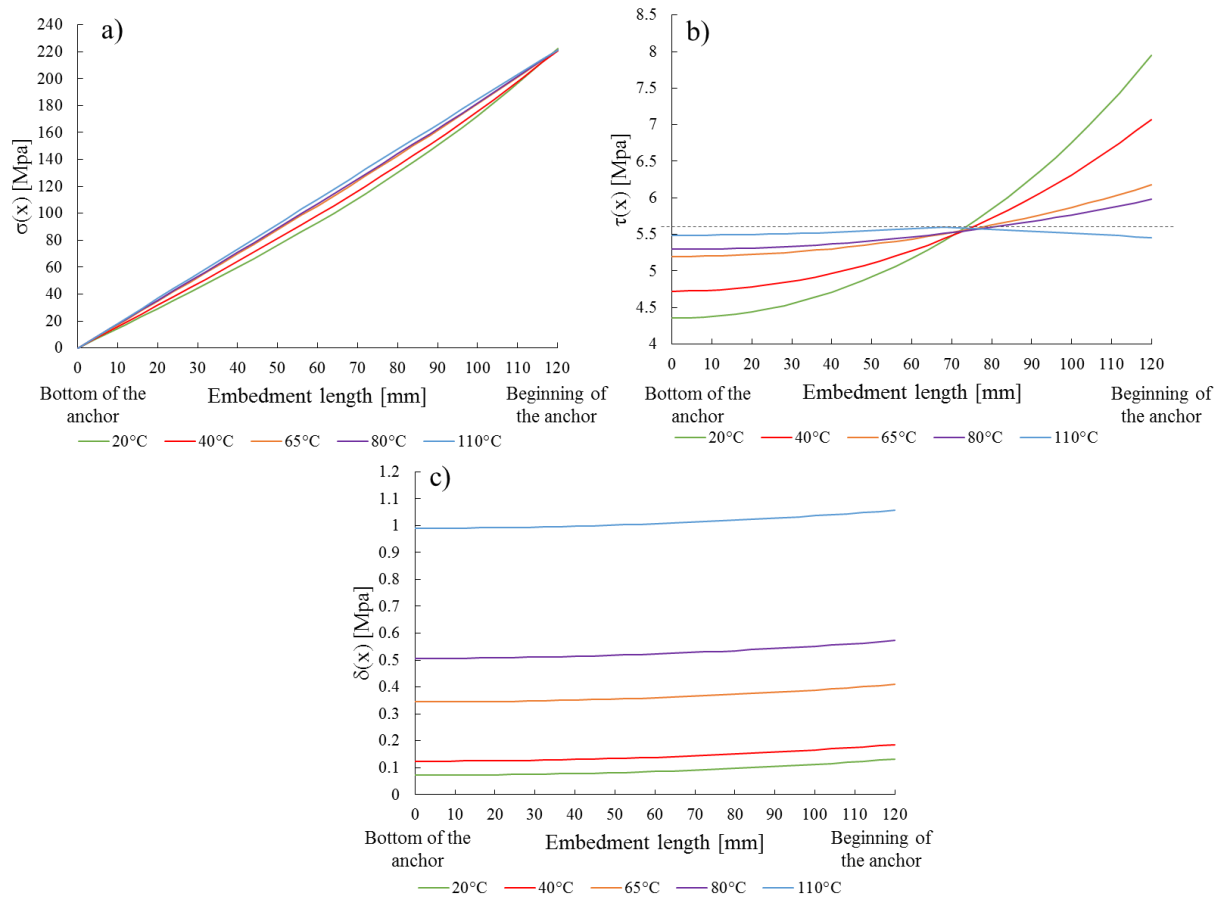 a)
σ(x) [Mpa]
240
220
200
180
160
140
120
100
80
60
40
20
0
0 10 20 30 40 50 60 70 80 90 100 110 120
Bottom of the
anchor
Embedment length [mm]
Beginning of
the anchor
20°C 40°C 65°C 80°C 110°C
b)
τ(x) [Mpa]
8.5
8
7.5
7
6.5
6
5.5
5
4.5
4
0 10 20 30 40 50 60 70 80 90 100 110 120
Bottom of the
anchor
Embedment length [mm]
Beginning of
the anchor
20°C 40°C 65°C 80°C 110°C
c)
δ(x) [Mpa]
1.2
1.1
1
0.9
0.8
0.7
0.6
0.5
0.4
0.3
0.2
0.1
0
0 10 20 30 40 50 60 70 80 90 100 110 120
Bottom of the
anchor
Embedment length [mm]
Beginning of
the anchor
20°C 40°C 65°C 80°C 110°C